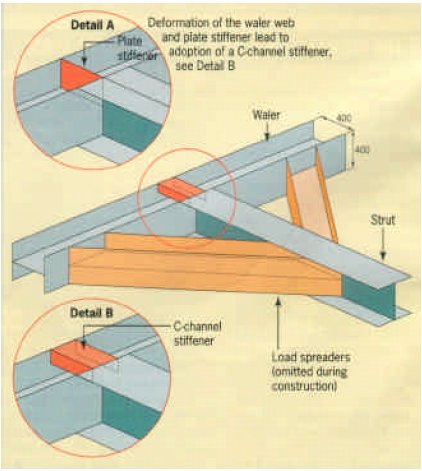 Detail A
Plate
stiffener
Deformation of the waler web
and plate stiffener lead to
adoption of a C-channel stiffener,
see Detail B
Waler
400
400
Strut
Detail B
C-channel
stiffener
Load spreaders
(omitted during
construction)